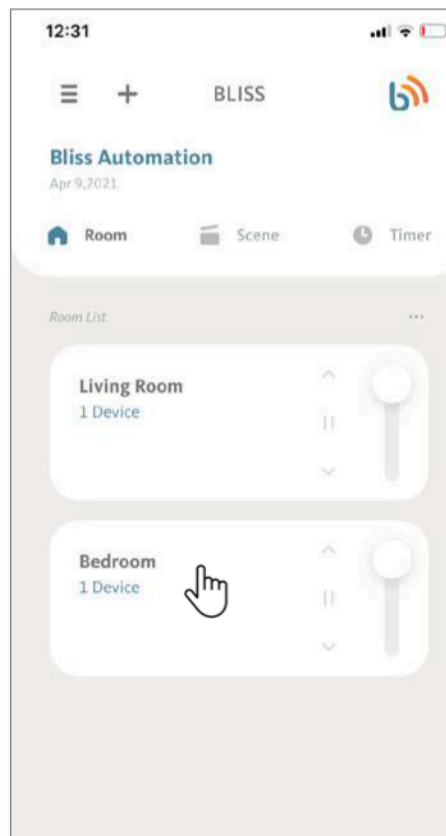 12:31
BLISS
Bliss Automation
Apr 9,2021
Room
Scene
Timer
Room List
Living Room
1 Device
Bedroom
1 Device